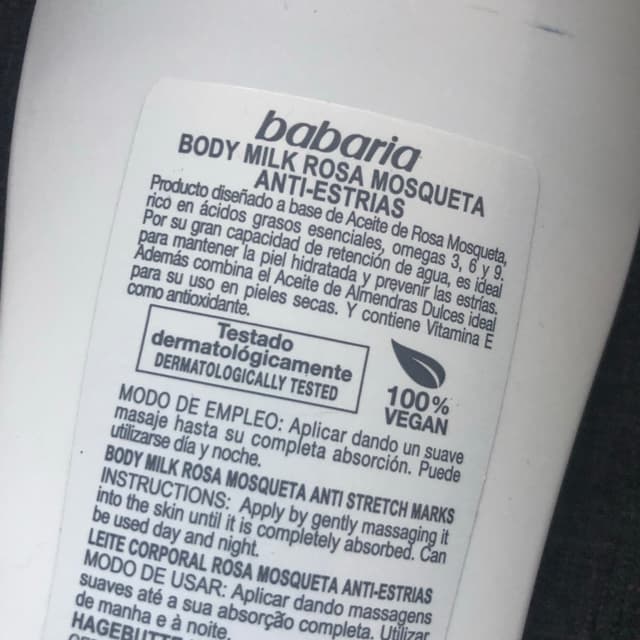 babaria
BODY MILK ROSA MOSQUETA
ANTI-ESTRIAS
Producto diseñado a base de Aceite de Rosa Mosqueta,
rico en ácidos grasos esenciales, omegas 3, 6 y 9.
Por su gran capacidad de retención de agua, es ideal
para mantener la piel hidratada y prevenir las estrías.
Además combina el Aceite de Almendras Dulces ideal
para su uso en pieles secas. Y contiene Vitamina E
como antioxidante.
Testado
dermatológicamente
DERMATOLOGICALLY TESTED
100%
VEGAN
MODO DE EMPLEO: Aplicar dando un suave
masaje hasta su completa absorción. Puede
utilizarse día y noche.
BODY MILK ROSA MOSQUETA ANTI STRETCH MARKS
INSTRUCTIONS: Apply by gently massaging it
into the skin until it is completely absorbed. Can
be used day and night.
LEITE CORPORAL ROSA MOSQUETA ANTI-ESTRIAS
MODO DE USAR: Aplicar dando massagens
suaves até a sua absorção completa. Utilizar
de manha e à noite.